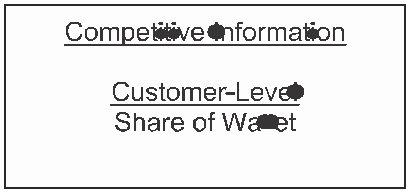 Competitive Information
Customer-Level
Share of Wallet